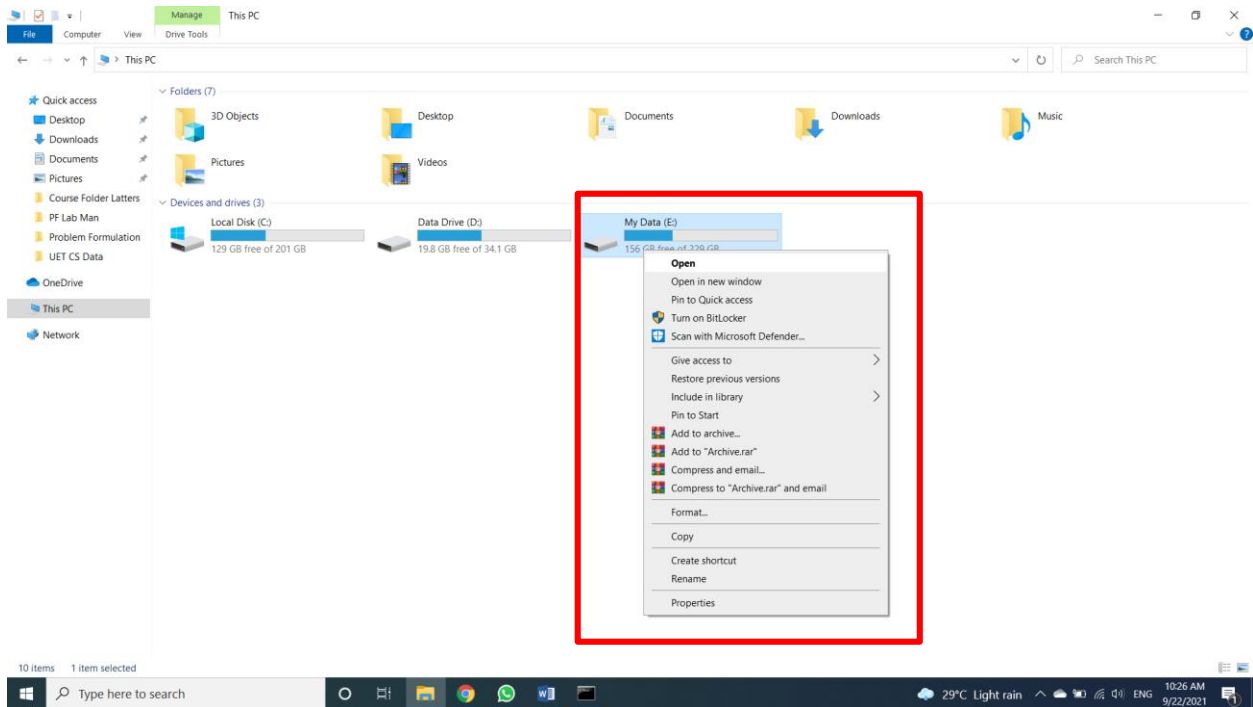 Manage This PC
File Computer View Drive Tools
This PC
Search This PC
Quick access
Desktop
Downloads
Documents
Pictures
Course Folder Latters
PF Lab Man
Problem Formulation
UET CS Data
OneDrive
This PC
Network
Folders (7)
3D Objects Desktop Documents Downloads Music
Pictures Videos
Devices and drives (3)
Local Disk (C:) Data Drive (D:) My Data (E:)
129 GB free of 201 GB 19.8 GB free of 34.1 GB 156 GB free of 229 GB
Open
Open in new window
Pin to Quick access
Turn on BitLocker
Scan with Microsoft Defender...
Give access to
Restore previous versions
Include in library
Pin to Start
Add to archive...
Add to "Archive.rar"
Compress and email...
Compress to "Archive.rar" and email
Format...
Copy
Create shortcut
Rename
Properties
10 items 1 item selected
Type here to search
29°C Light rain ENG 10:26 AM
9/22/2021